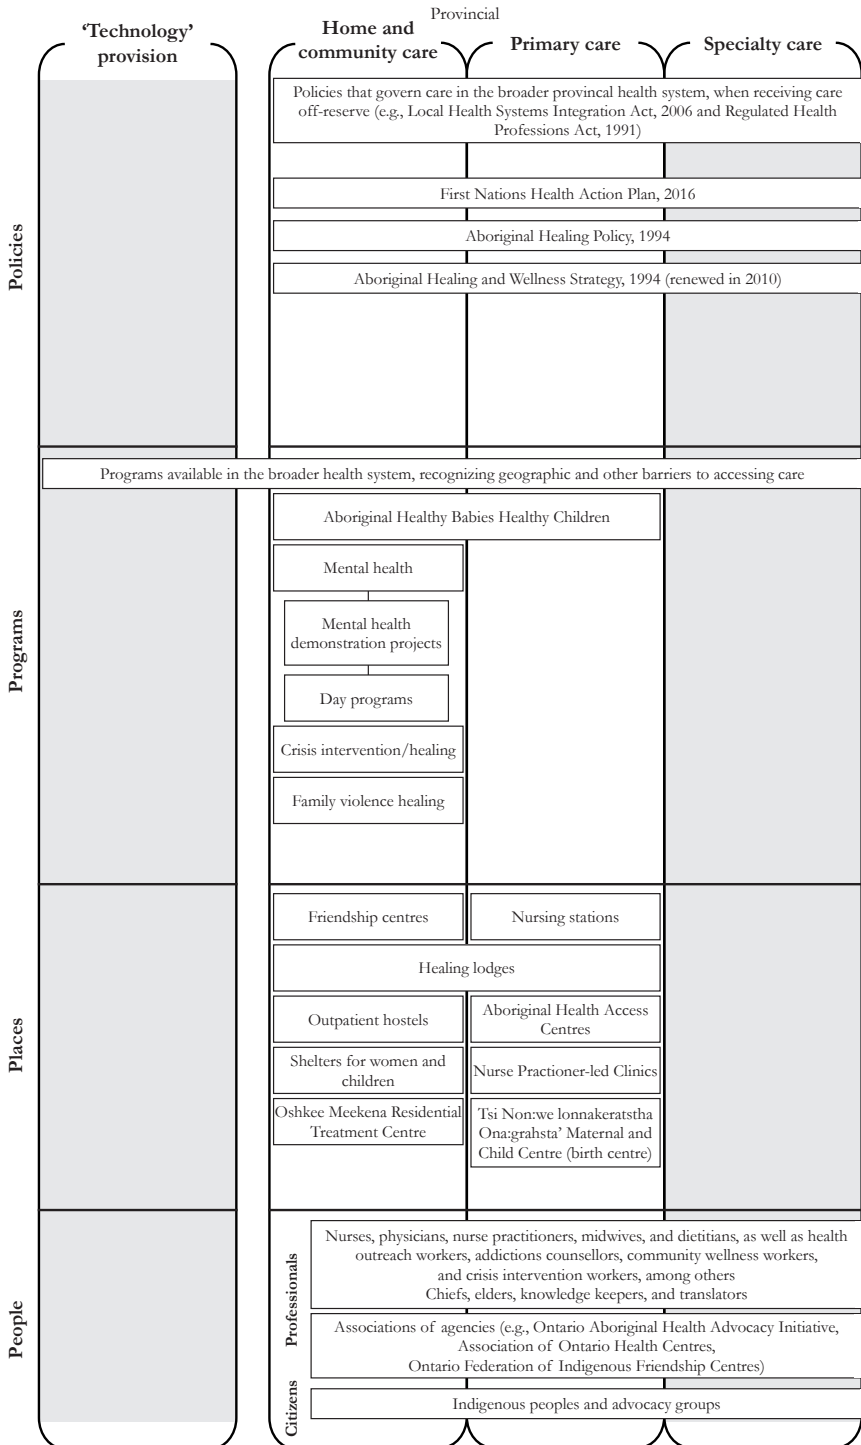 Provincial
'Technology'
provision
Home and
community care
Primary care
Specialty care
Policies
Policies that govern care in the broader provincal health system, when receiving care
off-reserve (e.g., Local Health Systems Integration Act, 2006 and Regulated Health
Professions Act, 1991)
First Nations Health Action Plan, 2016
Aboriginal Healing Policy, 1994
Aboriginal Healing and Wellness Strategy, 1994 (renewed in 2010)
Programs
Programs available in the broader health system, recognizing geographic and other barriers to accessing care
Aboriginal Healthy Babies Healthy Children
Mental health
Mental health
demonstration projects
Day programs
Crisis intervention/healing
Family violence healing
Places
Friendship centres
Nursing stations
Healing lodges
Outpatient hostels
Aboriginal Health Access
Centres
Shelters for women and
children
Nurse Practioner-led Clinics
Oshkee Meekena Residential
Treatment Centre
Tsi Non:we lonnakeratstha
Ona:grahsta' Maternal and
Child Centre (birth centre)
People
Professionals
Nurses, physicians, nurse practitioners, midwives, and dietitians, as well as health
outreach workers, addictions counsellors, community wellness workers,
and crisis intervention workers, among others
Chiefs, elders, knowledge keepers, and translators
Associations of agencies (e.g., Ontario Aboriginal Health Advocacy Initiative,
Association of Ontario Health Centres,
Ontario Federation of Indigenous Friendship Centres)
Citizens
Indigenous peoples and advocacy groups